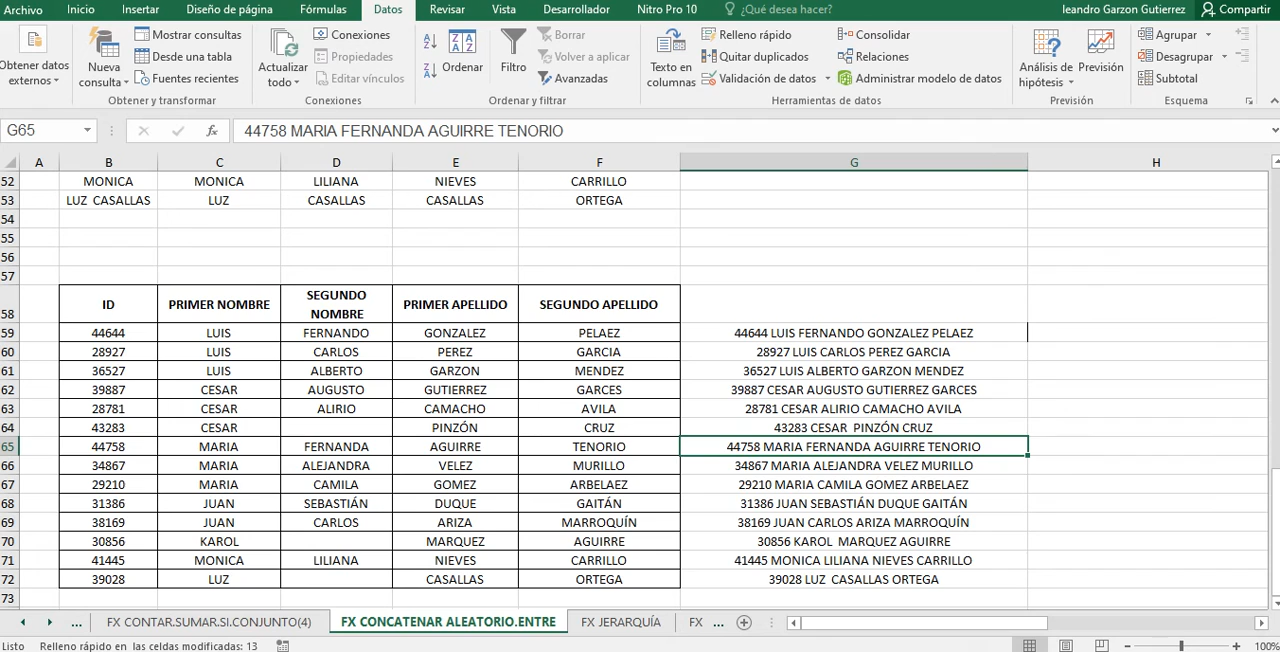 Archivo Inicio Insertar Diseño de página Fórmulas Datos Revisar Vista Desarrollador Nitro Pro 10 ¿Qué desea hacer? leandro Garzon Gutierrez Compartir
Obtener datos externos
Nueva consulta
Mostrar consultas
Desde una tabla
Fuentes recientes
Obtener y transformar
Actualizar todo
Conexiones
Propiedades
Editar vínculos
Conexiones
Ordenar
Filtro
Borrar
Volver a aplicar
Avanzadas
Ordenar y filtrar
Texto en columnas
Relleno rápido
Quitar duplicados
Validación de datos
Consolidar
Relaciones
Administrar modelo de datos
Herramientas de datos
Análisis de hipótesis
Previsión
Previsión
Agrupar
Desagrupar
Subtotal
Esquema
G65 fx 44758 MARIA FERNANDA AGUIRRE TENORIO
A B C D E F G H
52 MONICA MONICA LILIANA NIEVES CARRILLO
53 LUZ CASALLAS LUZ CASALLAS CASALLAS ORTEGA
54
55
56
57
58 ID PRIMER NOMBRE SEGUNDO NOMBRE PRIMER APELLIDO SEGUNDO APELLIDO
59 44644 LUIS FERNANDO GONZALEZ PELAEZ 44644 LUIS FERNANDO GONZALEZ PELAEZ
60 28927 LUIS CARLOS PEREZ GARCIA 28927 LUIS CARLOS PEREZ GARCIA
61 36527 LUIS ALBERTO GARZON MENDEZ 36527 LUIS ALBERTO GARZON MENDEZ
62 39887 CESAR AUGUSTO GUTIERREZ GARCES 39887 CESAR AUGUSTO GUTIERREZ GARCES
63 28781 CESAR ALIRIO CAMACHO AVILA 28781 CESAR ALIRIO CAMACHO AVILA
64 43283 CESAR PINZÓN CRUZ 43283 CESAR PINZÓN CRUZ
65 44758 MARIA FERNANDA AGUIRRE TENORIO 44758 MARIA FERNANDA AGUIRRE TENORIO
66 34867 MARIA ALEJANDRA VELEZ MURILLO 34867 MARIA ALEJANDRA VELEZ MURILLO
67 29210 MARIA CAMILA GOMEZ ARBELAEZ 29210 MARIA CAMILA GOMEZ ARBELAEZ
68 31386 JUAN SEBASTIÁN DUQUE GAITÁN 31386 JUAN SEBASTIÁN DUQUE GAITÁN
69 38169 JUAN CARLOS ARIZA MARROQUÍN 38169 JUAN CARLOS ARIZA MARROQUÍN
70 30856 KAROL MARQUEZ AGUIRRE 30856 KAROL MARQUEZ AGUIRRE
71 41445 MONICA LILIANA NIEVES CARRILLO 41445 MONICA LILIANA NIEVES CARRILLO
72 39028 LUZ CASALLAS ORTEGA 39028 LUZ CASALLAS ORTEGA
73
... FX CONTAR.SUMAR.SI.CONJUNTO(4) FX CONCATENAR ALEATORIO.ENTRE FX JERARQUÍA FX ...
Listo Relleno rápido en las celdas modificadas: 13 100%